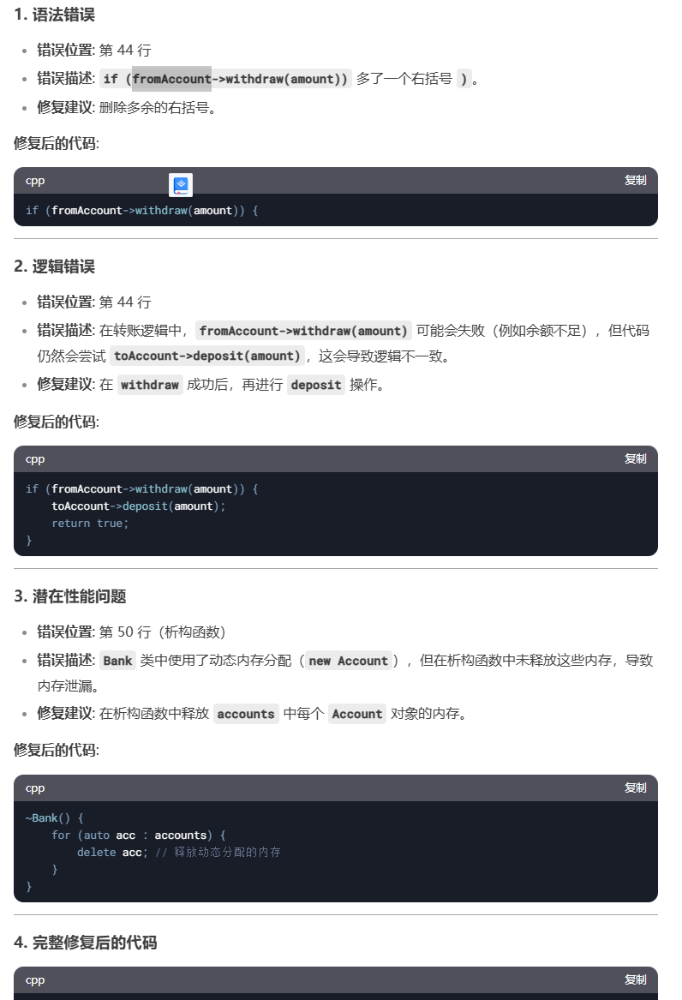 1. 语法错误
• 错误位置: 第 44 行
• 错误描述: if (fromAccount->withdraw(amount)) 多了一个右括号 ) 。
• 修复建议: 删除多余的右括号。
修复后的代码:
cpp 复制
if (fromAccount->withdraw(amount)) {
2. 逻辑错误
• 错误位置: 第 44 行
• 错误描述: 在转账逻辑中， fromAccount->withdraw(amount) 可能会失败（例如余额不足），但代码
仍然会尝试 toAccount->deposit(amount) ，这会导致逻辑不一致。
• 修复建议: 在 withdraw 成功后，再进行 deposit 操作。
修复后的代码:
cpp 复制
if (fromAccount->withdraw(amount)) {
    toAccount->deposit(amount);
    return true;
}
3. 潜在性能问题
• 错误位置: 第 50 行（析构函数）
• 错误描述: Bank 类中使用了动态内存分配（ new Account ），但在析构函数中未释放这些内存，导致
内存泄漏。
• 修复建议: 在析构函数中释放 accounts 中每个 Account 对象的内存。
修复后的代码:
cpp 复制
~Bank() {
    for (auto acc : accounts) {
        delete acc; // 释放动态分配的内存
    }
}
4. 完整修复后的代码
cpp 复制